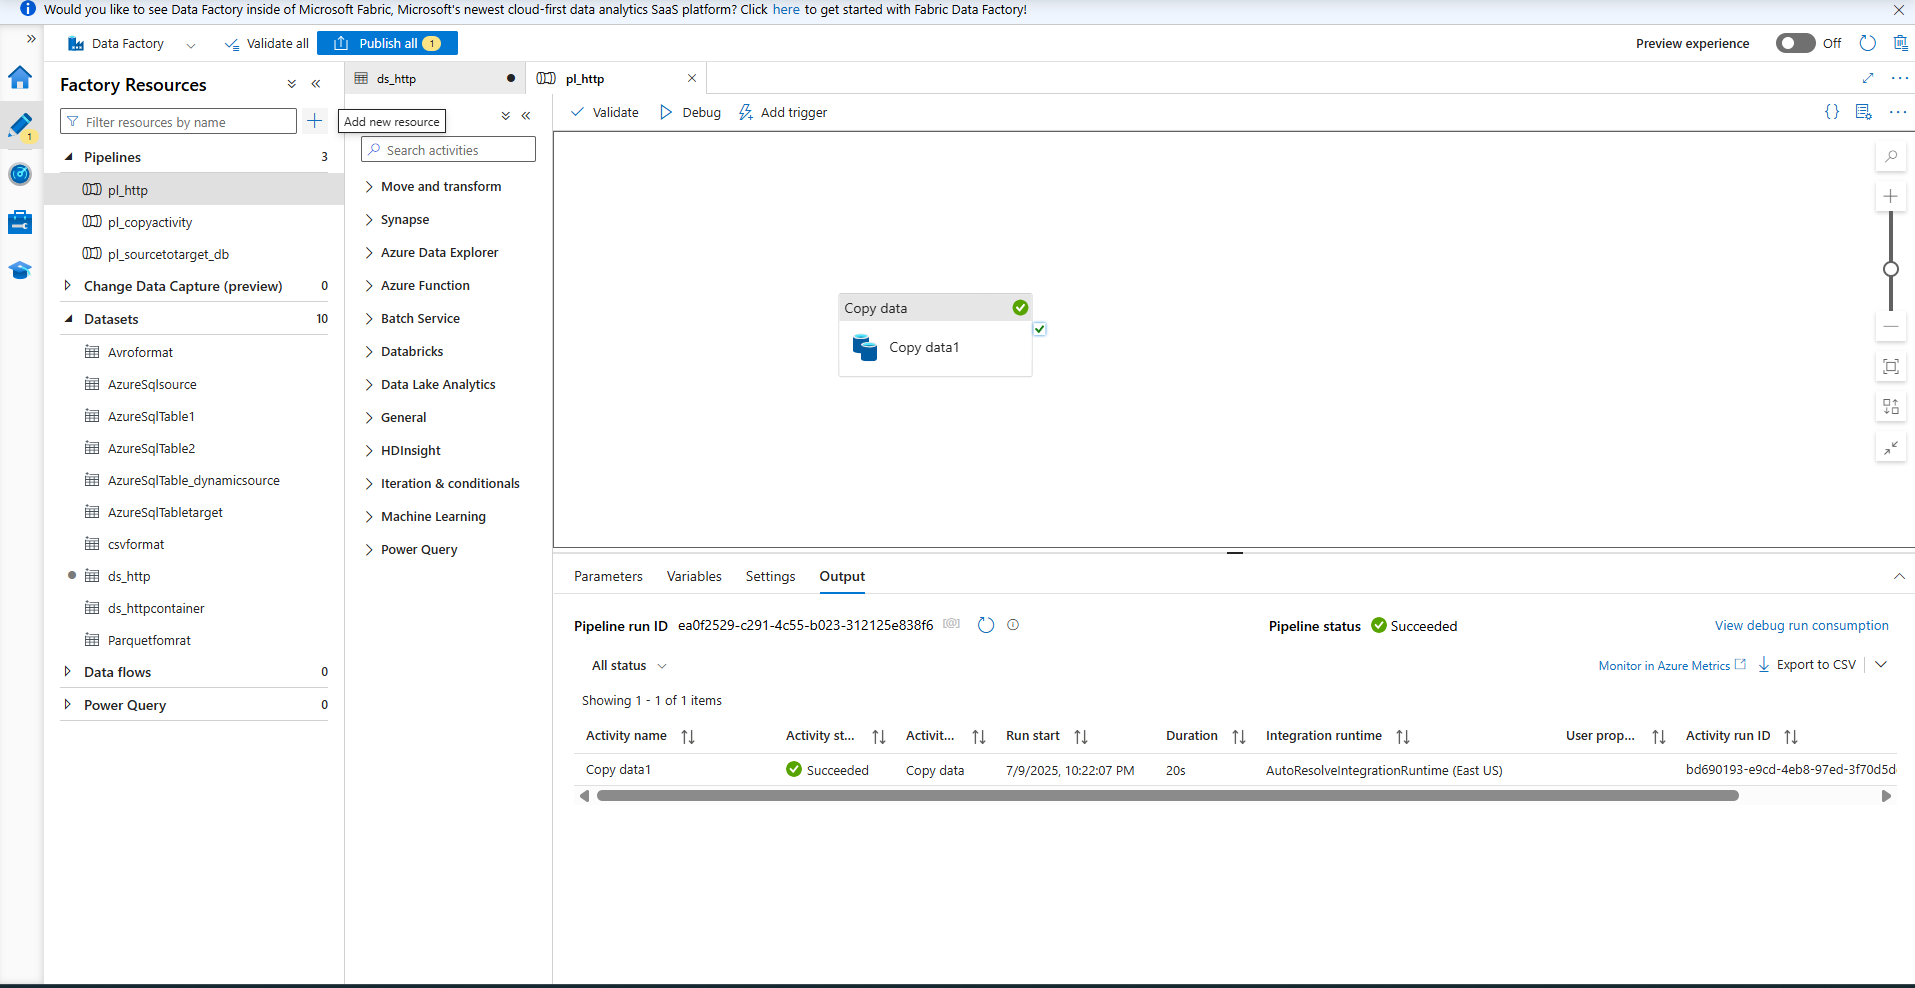 Would you like to see Data Factory inside of Microsoft Fabric, Microsoft's newest cloud-first data analytics SaaS platform? Click here to get started with Fabric Data Factory!
Data Factory
Validate all
Publish all 1
Preview experience
Off
Factory Resources
Filter resources by name
Add new resource
1
Pipelines 3
pl_http
pl_copyactivity
pl_sourcetotarget_db
Change Data Capture (preview) 0
Datasets 10
Avroformat
AzureSqlsource
AzureSqlTable1
AzureSqlTable2
AzureSqlTable_dynamicsource
AzureSqlTabletarget
csvformat
ds_http
ds_httpcontainer
Parquetfomrat
Data flows 0
Power Query 0
ds_http
pl_http
Search activities
Move and transform
Synapse
Azure Data Explorer
Azure Function
Batch Service
Databricks
Data Lake Analytics
General
HDInsight
Iteration & conditionals
Machine Learning
Power Query
Validate
Debug
Add trigger
{}
Copy data
Copy data1
Parameters Variables Settings Output
Pipeline run ID ea0f2529-c291-4c55-b023-312125e838f6
Pipeline status Succeeded
View debug run consumption
All status
Monitor in Azure Metrics
Export to CSV
Showing 1 - 1 of 1 items
Activity name Activity st... Activit... Run start Duration Integration runtime User prop... Activity run ID
Copy data1 Succeeded Copy data 7/9/2025, 10:22:07 PM 20s AutoResolveIntegrationRuntime (East US) bd690193-e9cd-4eb8-97ed-3f70d5d